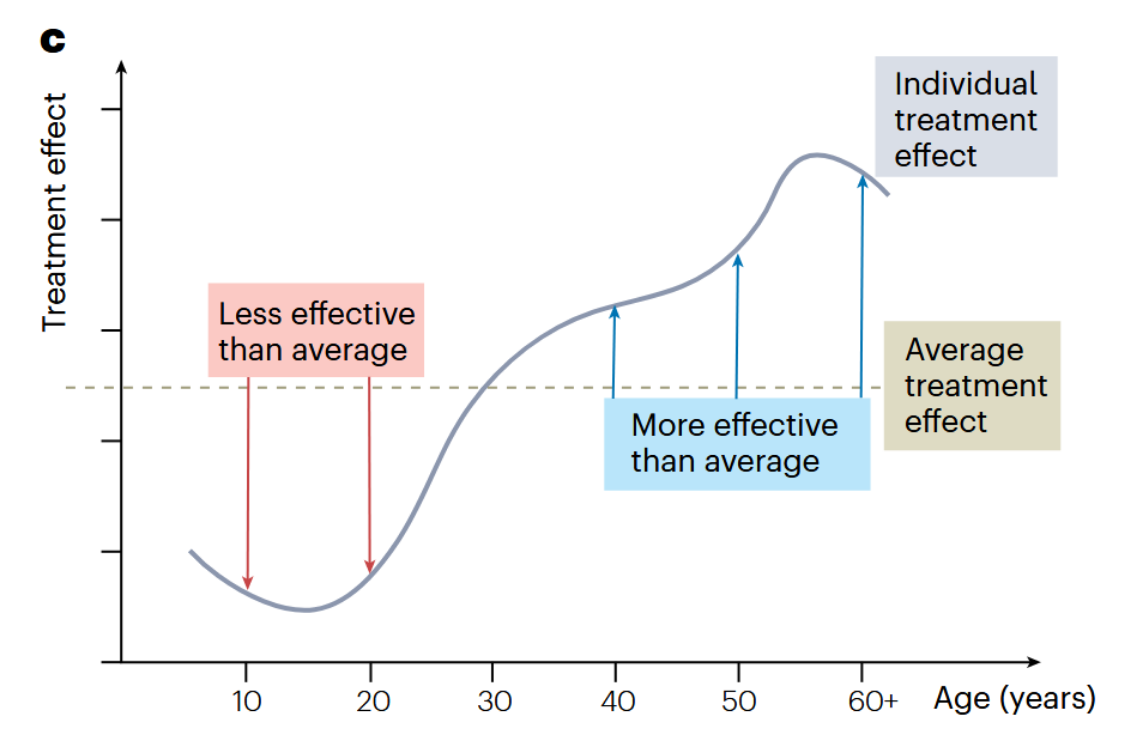 c
Treatment effect
Individual
treatment
effect
Less effective
than average
Average
treatment
effect
More effective
than average
10
20
30
40
50
60+
Age (years)